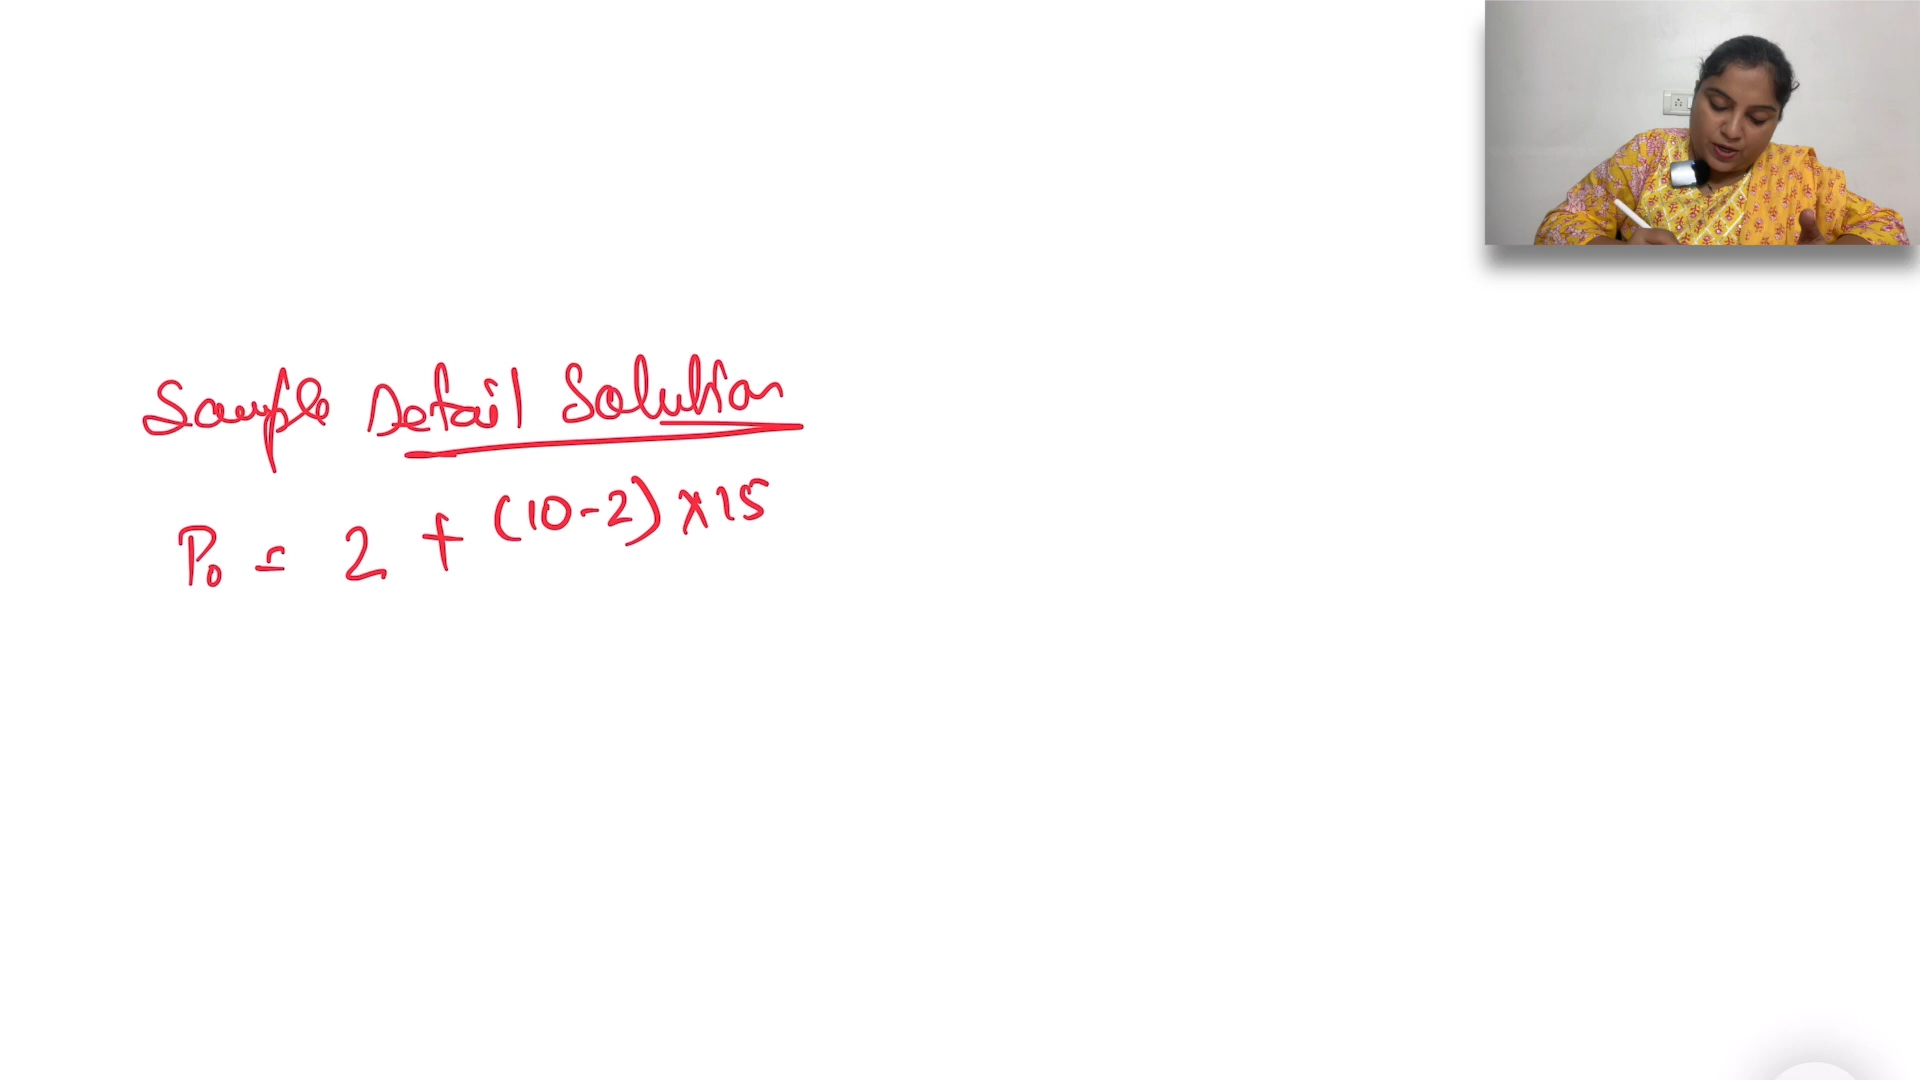 Sample Detail Solution
P₀ = 2 + (10-2) × 15